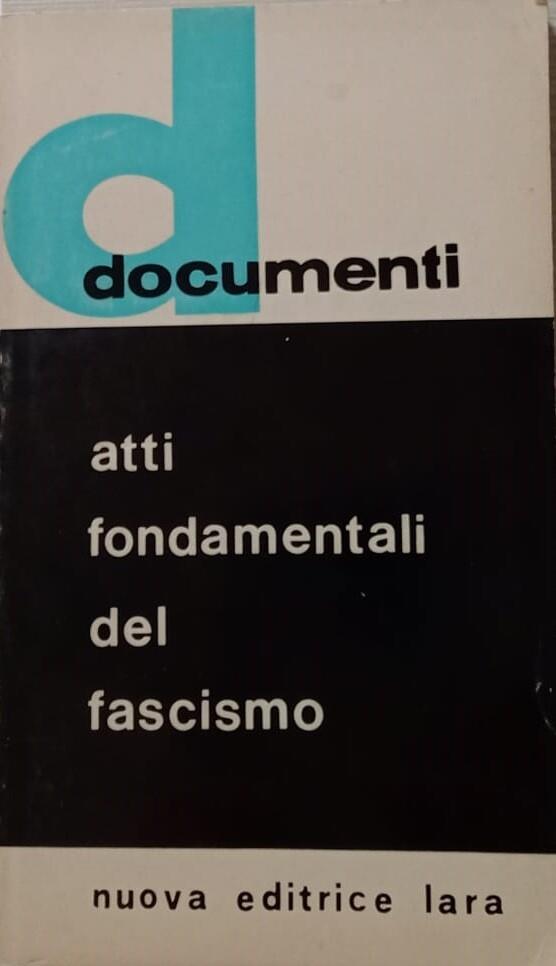 d
documenti
atti
fondamentali
del
fascismo
nuova editrice lara